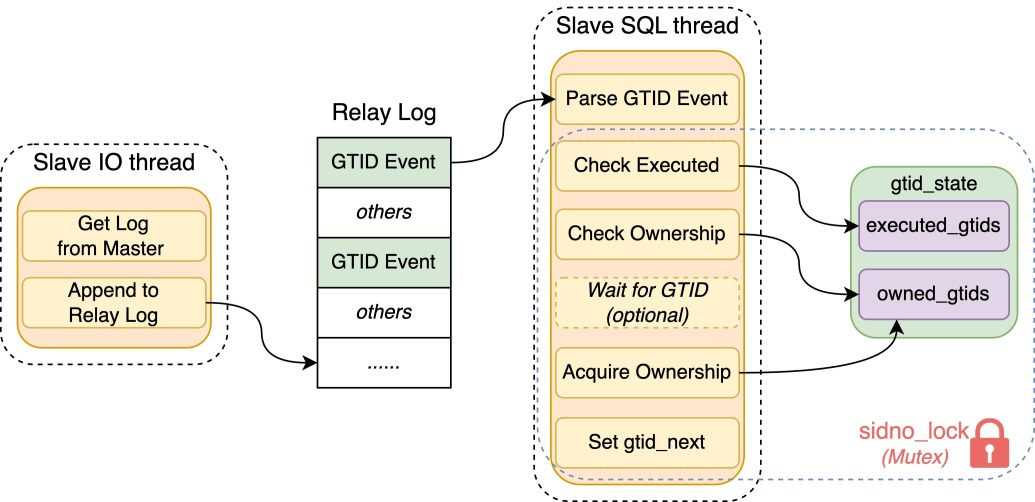 Slave IO thread
Get Log
from Master
Append to
Relay Log
Relay Log
GTID Event
others
GTID Event
others
......
Slave SQL thread
Parse GTID Event
Check Executed
Check Ownership
Wait for GTID
(optional)
Acquire Ownership
Set gtid_next
gtid_state
executed_gtids
owned_gtids
sidno_lock
(Mutex)